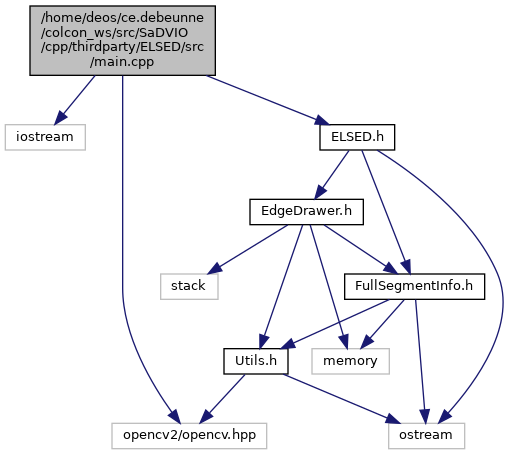 /home/deos/ce.debeunne
/colcon_ws/src/SaDVIO
/cpp/thirdparty/ELSED/src
/main.cpp
iostream
ELSED.h
EdgeDrawer.h
stack
FullSegmentInfo.h
Utils.h
memory
opencv2/opencv.hpp
ostream